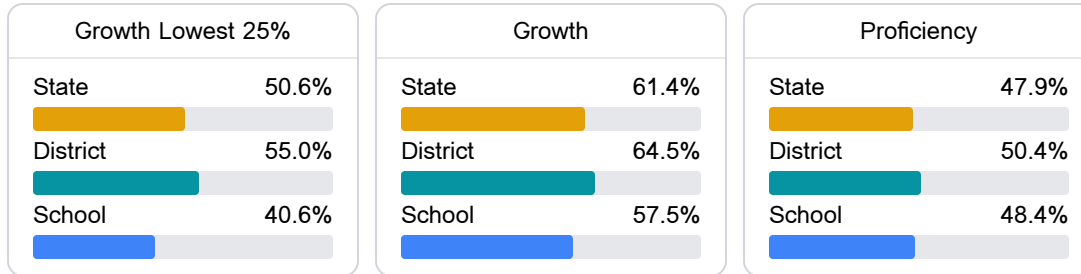 Growth Lowest 25%
State 50.6%
District 55.0%
School 40.6%
Growth
State 61.4%
District 64.5%
School 57.5%
Proficiency
State 47.9%
District 50.4%
School 48.4%